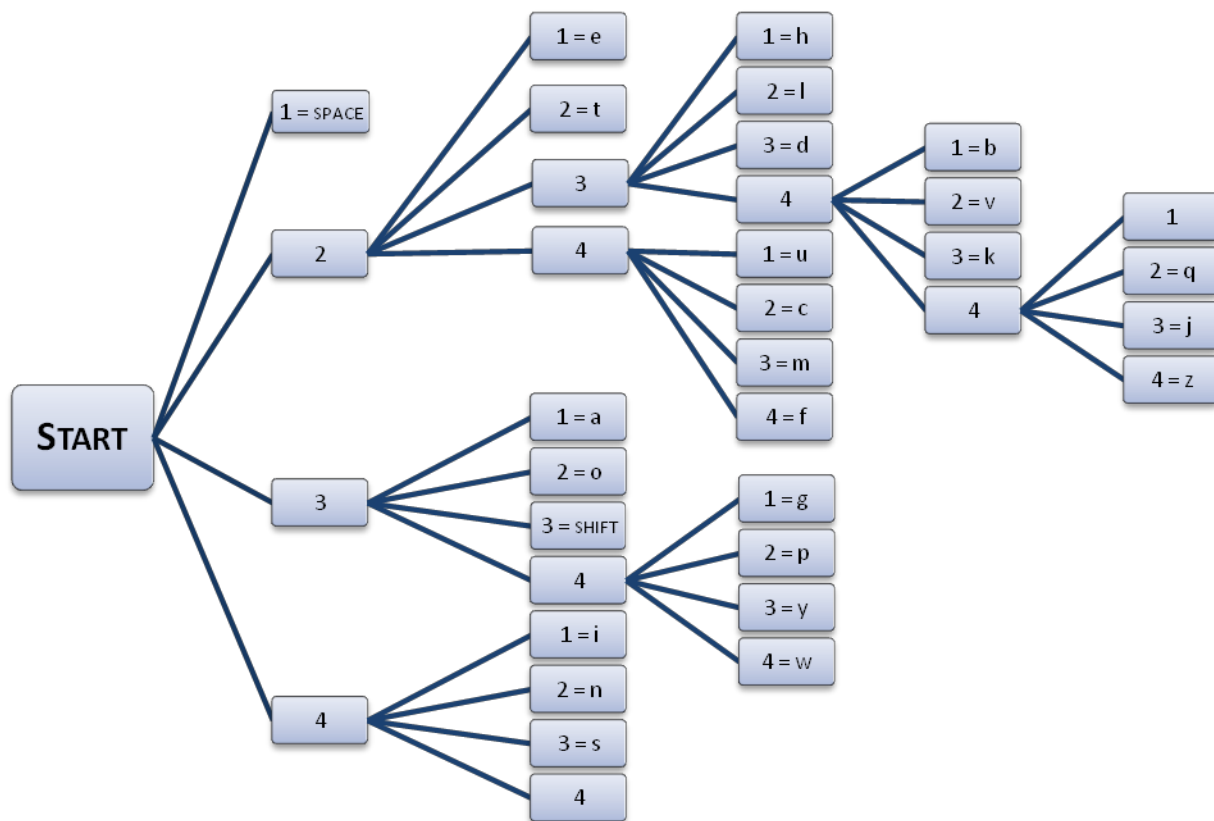 START
1 = SPACE
2
3
4
1 = e
2 = t
3
4
1 = h
2 = l
3 = d
4
1 = b
2 = v
3 = k
4
1
2 = q
3 = j
4 = z
1 = u
2 = c
3 = m
4 = f
1 = a
2 = o
3 = SHIFT
4
1 = g
2 = p
3 = y
4 = w
1 = i
2 = n
3 = s
4